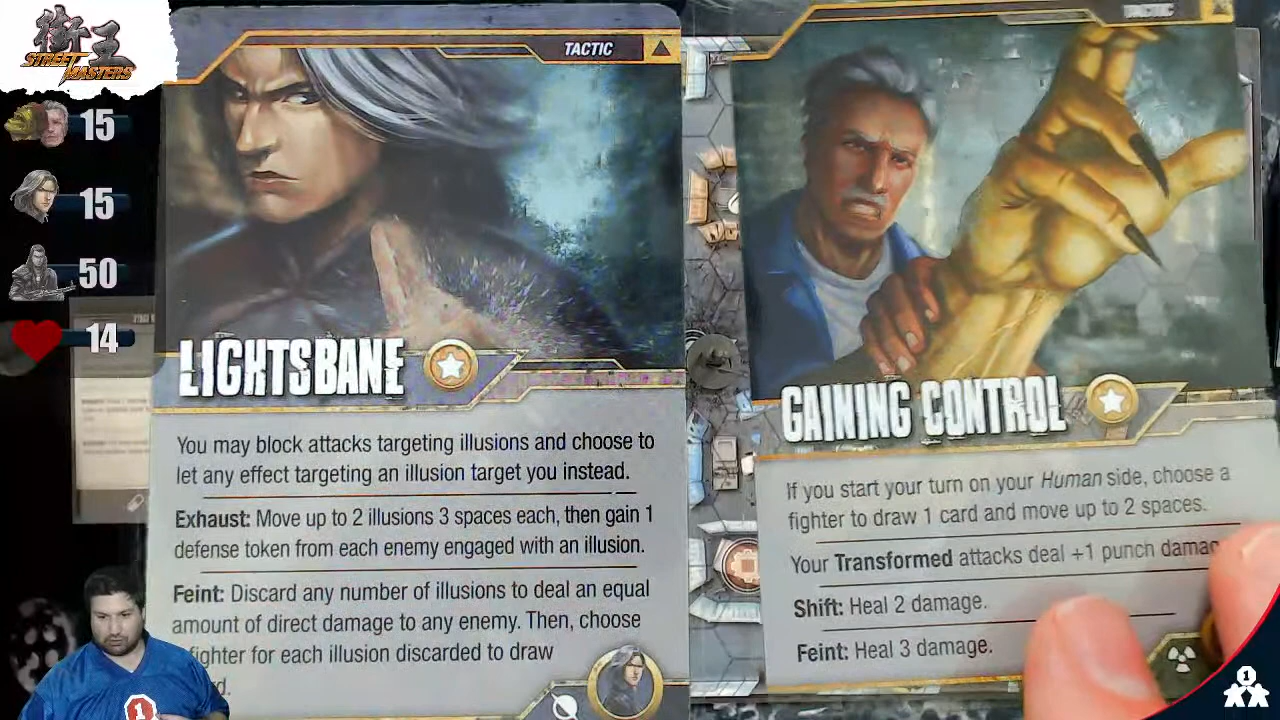 街王
STREET MASTERS
15
15
50
14
TACTIC
LIGHTSBANE
You may block attacks targeting illusions and choose to
let any effect targeting an illusion target you instead.
Exhaust: Move up to 2 illusions 3 spaces each, then gain 1
defense token from each enemy engaged with an illusion.
Feint: Discard any number of illusions to deal an equal
amount of direct damage to any enemy. Then, choose
fighter for each illusion discarded to draw
TACTIC
GAINING CONTROL
If you start your turn on your Human side, choose a
fighter to draw 1 card and move up to 2 spaces.
Your Transformed attacks deal +1 punch damag
Shift: Heal 2 damage.
Feint: Heal 3 damage.
1
1